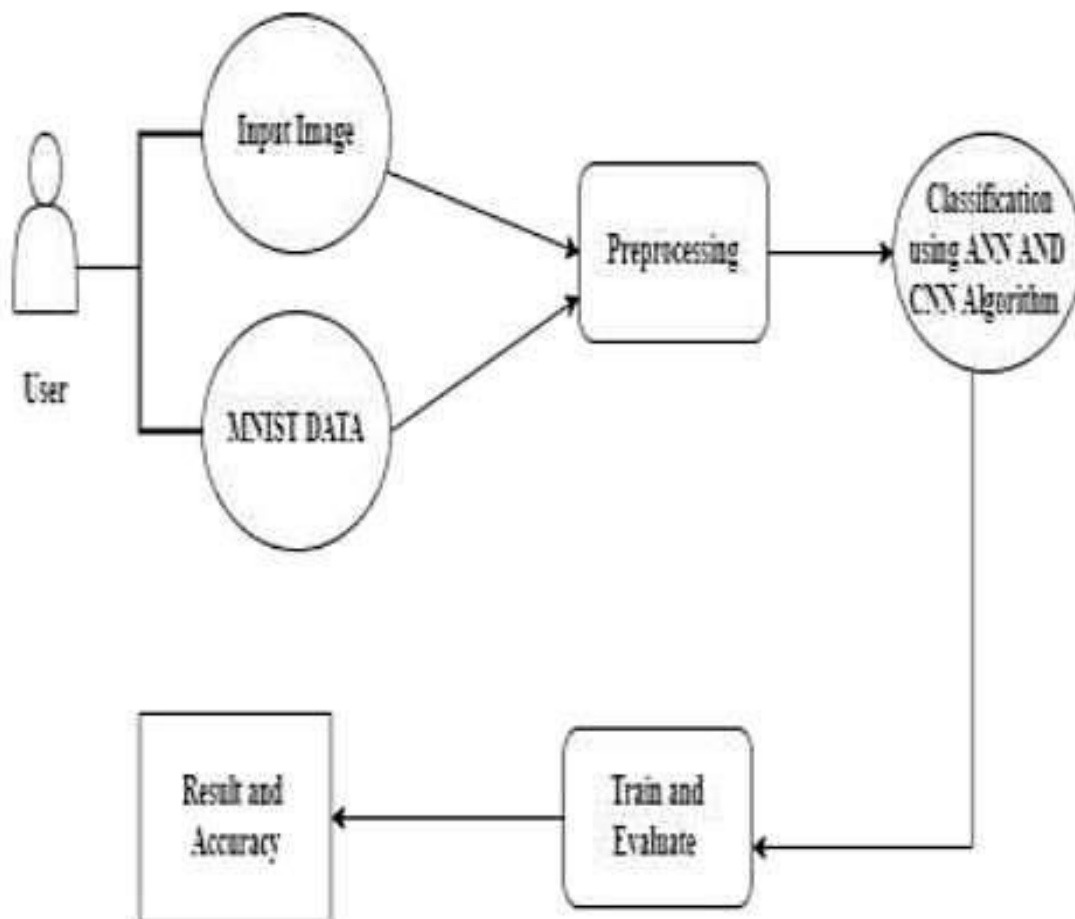 Input Image
User
MNIST DATA
Preprocessing
Classification
using ANN AND
CNN Algorithm
Train and
Evaluate
Result and
Accuracy